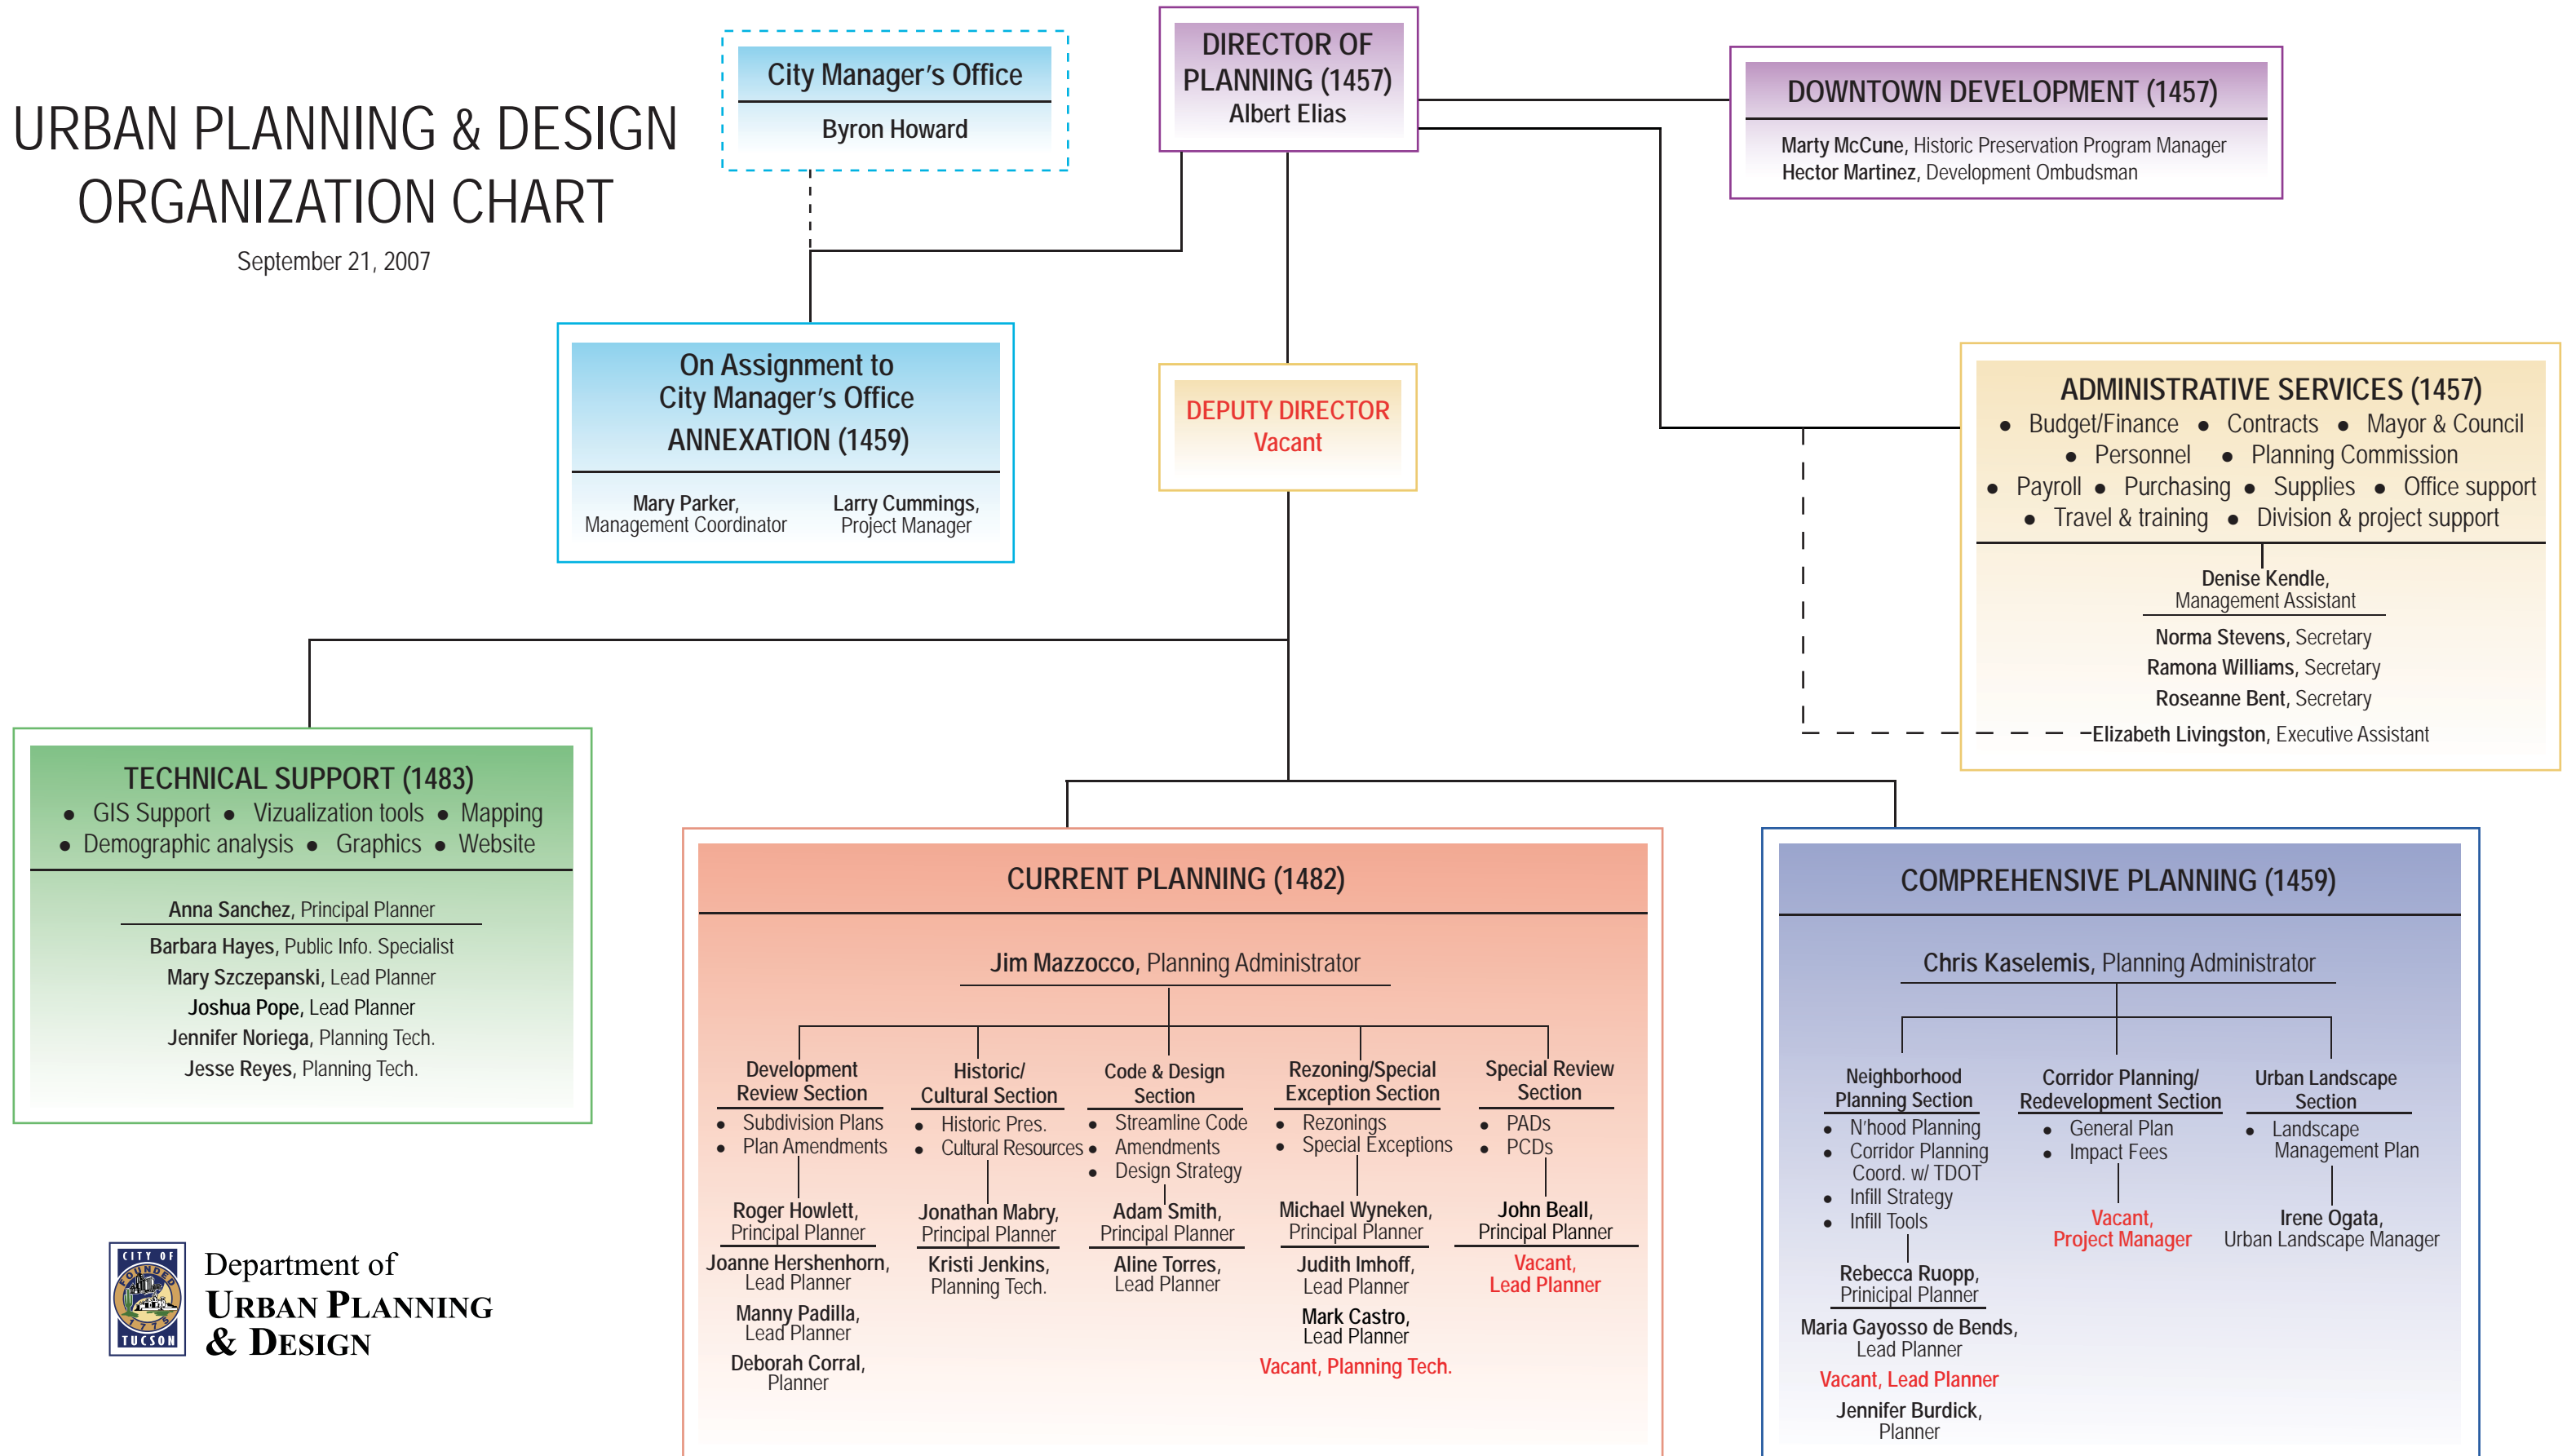 URBAN PLANNING & DESIGN
ORGANIZATION CHART
September 21, 2007
City Manager's Office
Byron Howard
DIRECTOR OF
PLANNING (1457)
Albert Elias
DOWNTOWN DEVELOPMENT (1457)
Marty McCune, Historic Preservation Program Manager
Hector Martinez, Development Ombudsman
On Assignment to
City Manager's Office
ANNEXATION (1459)
Mary Parker,
Management Coordinator
Larry Cummings,
Project Manager
DEPUTY DIRECTOR
Vacant
ADMINISTRATIVE SERVICES (1457)
• Budget/Finance • Contracts • Mayor & Council
• Personnel • Planning Commission
• Payroll • Purchasing • Supplies • Office support
• Travel & training • Division & project support
Denise Kendle,
Management Assistant
Norma Stevens, Secretary
Ramona Williams, Secretary
Roseanne Bent, Secretary
Elizabeth Livingston, Executive Assistant
TECHNICAL SUPPORT (1483)
• GIS Support • Vizualization tools • Mapping
• Demographic analysis • Graphics • Website
Anna Sanchez, Principal Planner
Barbara Hayes, Public Info. Specialist
Mary Szczepanski, Lead Planner
Joshua Pope, Lead Planner
Jennifer Noriega, Planning Tech.
Jesse Reyes, Planning Tech.
CURRENT PLANNING (1482)
Jim Mazzocco, Planning Administrator
Development
Review Section
• Subdivision Plans
• Plan Amendments
Roger Howlett,
Principal Planner
Joanne Hershenhorn,
Lead Planner
Manny Padilla,
Lead Planner
Deborah Corral,
Planner
Historic/
Cultural Section
• Historic Pres.
• Cultural Resources
Jonathan Mabry,
Principal Planner
Kristi Jenkins,
Planning Tech.
Code & Design
Section
• Streamline Code
• Amendments
• Design Strategy
Adam Smith,
Principal Planner
Aline Torres,
Lead Planner
Rezoning/Special
Exception Section
• Rezonings
• Special Exceptions
Michael Wyneken,
Principal Planner
Judith Imhoff,
Lead Planner
Mark Castro,
Lead Planner
Vacant, Planning Tech.
Special Review
Section
• PADs
• PCDs
John Beall,
Principal Planner
Vacant,
Lead Planner
COMPREHENSIVE PLANNING (1459)
Chris Kaselemis, Planning Administrator
Neighborhood
Planning Section
• N'hood Planning
• Corridor Planning
Coord. w/ TDOT
• Infill Strategy
• Infill Tools
Rebecca Ruopp,
Prinicipal Planner
Maria Gayosso de Bends,
Lead Planner
Vacant, Lead Planner
Jennifer Burdick,
Planner
Corridor Planning/
Redevelopment Section
• General Plan
• Impact Fees
Vacant,
Project Manager
Urban Landscape
Section
• Landscape
Management Plan
Irene Ogata,
Urban Landscape Manager
CITY OF
FOUNDED
1775
TUCSON
Department of
URBAN PLANNING
& DESIGN